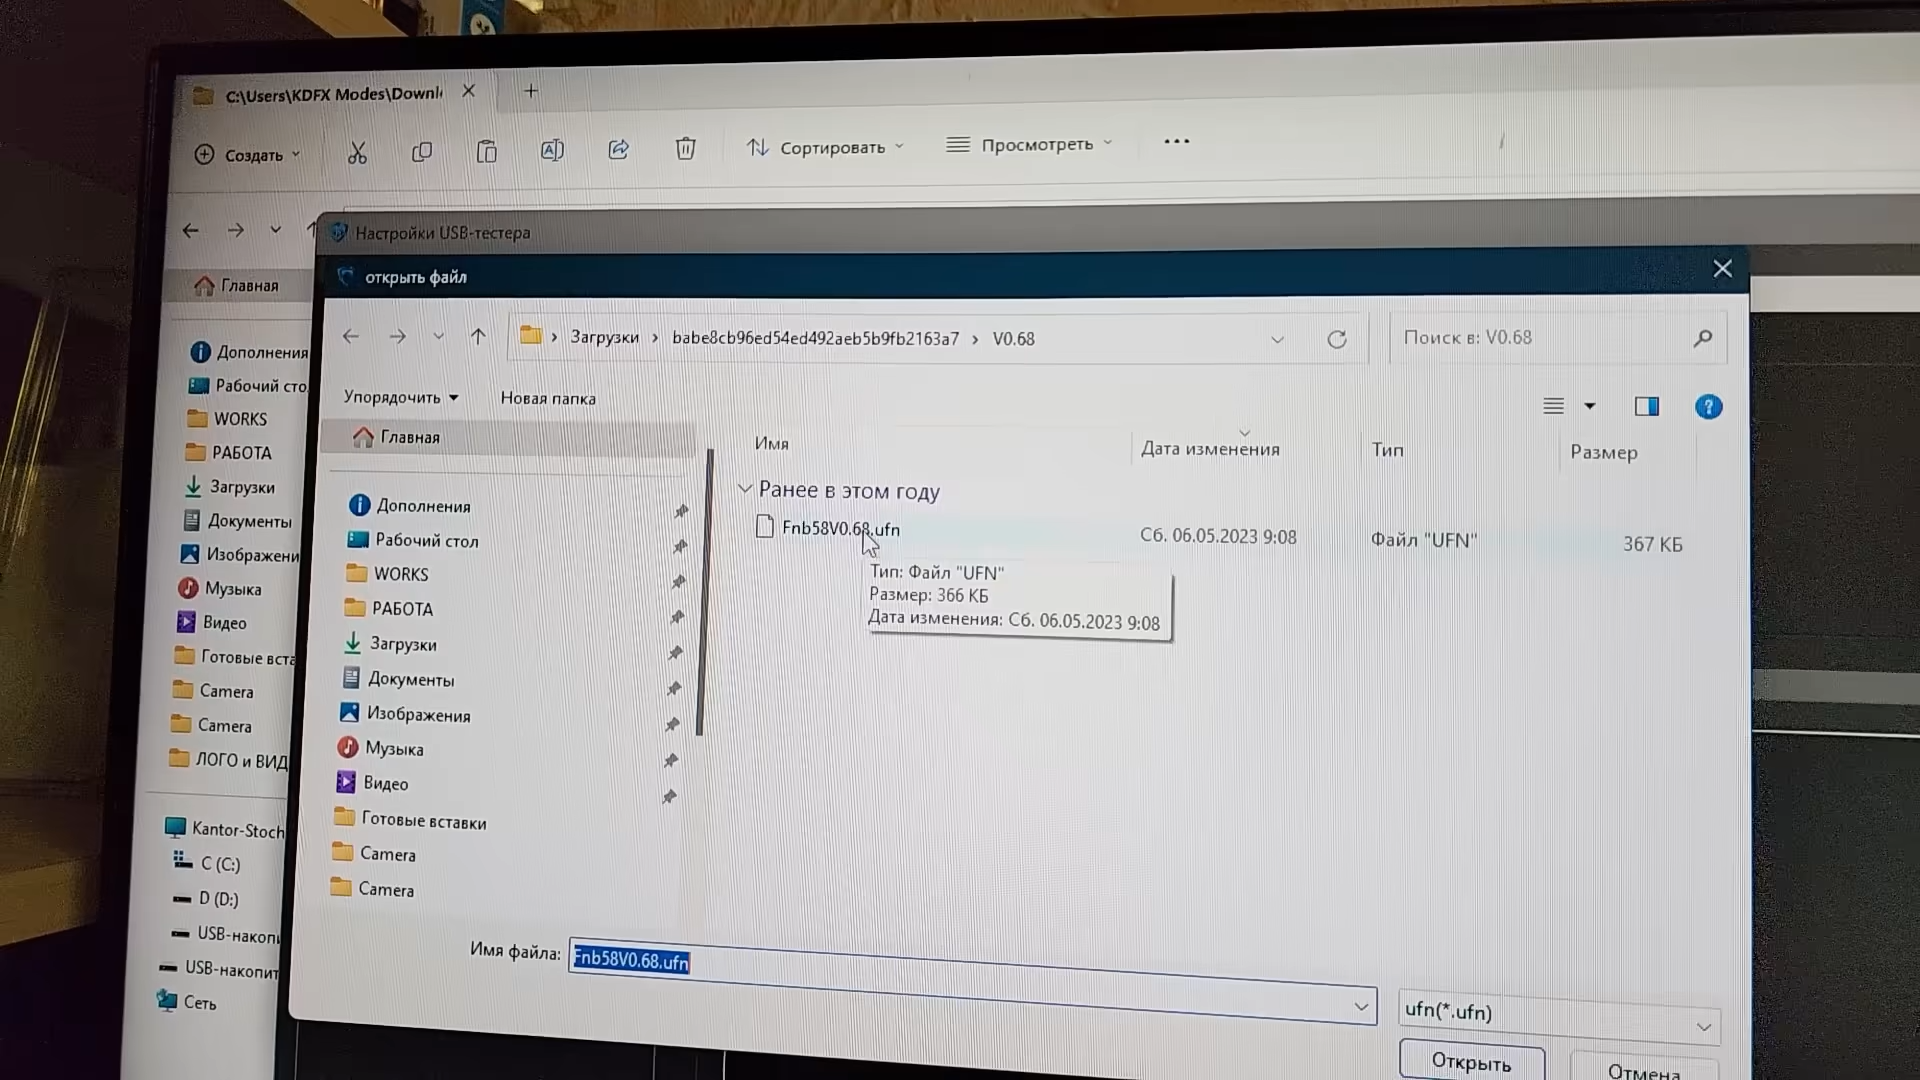 C:\Users\KDFX Modes\Downl
Создать
Сортировать
Просмотреть
Настройки USB-тестера
открыть файл
Загрузки > babe8cb96ed54ed492aeb5b9fb2163a7 > V0.68
Поиск в: V0.68
Упорядочить
Новая папка
Главная
Дополнения
Рабочий сто
WORKS
РАБОТА
Загрузки
Документы
Изображени
Музыка
Видео
Готовые вста
Camera
Camera
ЛОГО и ВИД
Kantor-Stoch
C (C:)
D (D:)
USB-накопи
USB-накопит
Сеть
Главная
Дополнения
Рабочий стол
WORKS
РАБОТА
Загрузки
Документы
Изображения
Музыка
Видео
Готовые вставки
Camera
Camera
Имя
Дата изменения
Тип
Размер
Ранее в этом году
Fnb58V0.68.ufn
Сб. 06.05.2023 9:08
Файл "UFN"
367 КБ
Тип: Файл "UFN"
Размер: 366 КБ
Дата изменения: Сб. 06.05.2023 9:08
Имя файла:
Fnb58V0.68.ufn
ufn(*.ufn)
Открыть
Отмена